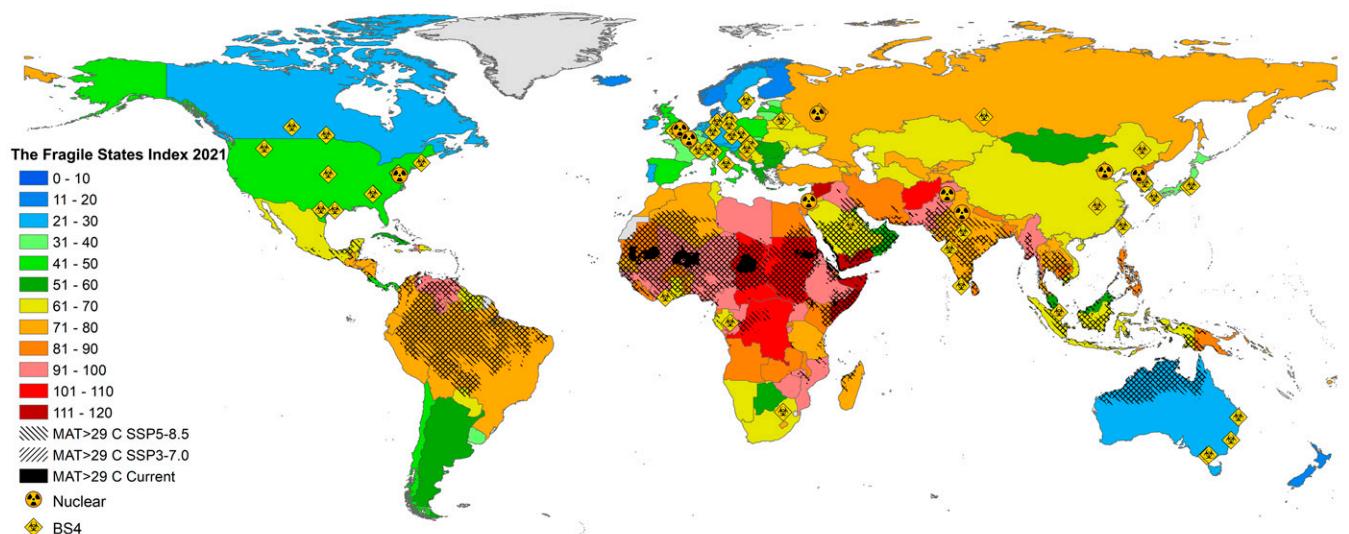 The Fragile States Index 2021
0 - 10
11 - 20
21 - 30
31 - 40
41 - 50
51 - 60
61 - 70
71 - 80
81 - 90
91 - 100
101 - 110
111 - 120
MAT>29 C SSP5-8.5
MAT>29 C SSP3-7.0
MAT>29 C Current
Nuclear
BS4